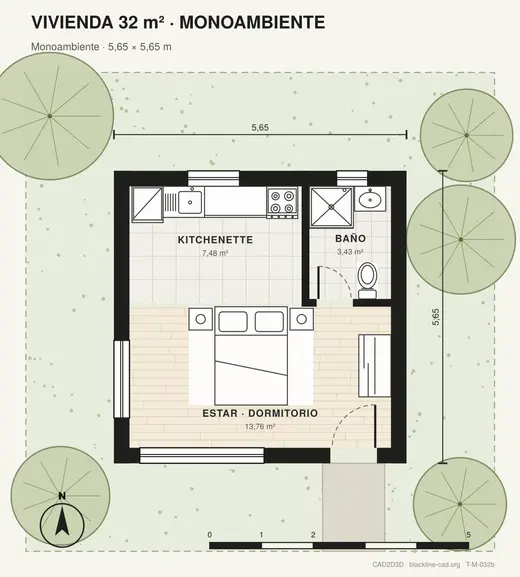 VIVIENDA 32 m² · MONOAMBIENTE
Monoambiente · 5,65 × 5,65 m
5,65
KITCHENETTE
7,48 m²
BAÑO
3,43 m²
5,65
ESTAR · DORMITORIO
13,76 m²
N
0 1 2 5
CAD2D3D · blackline-cad.org · T-M-032b